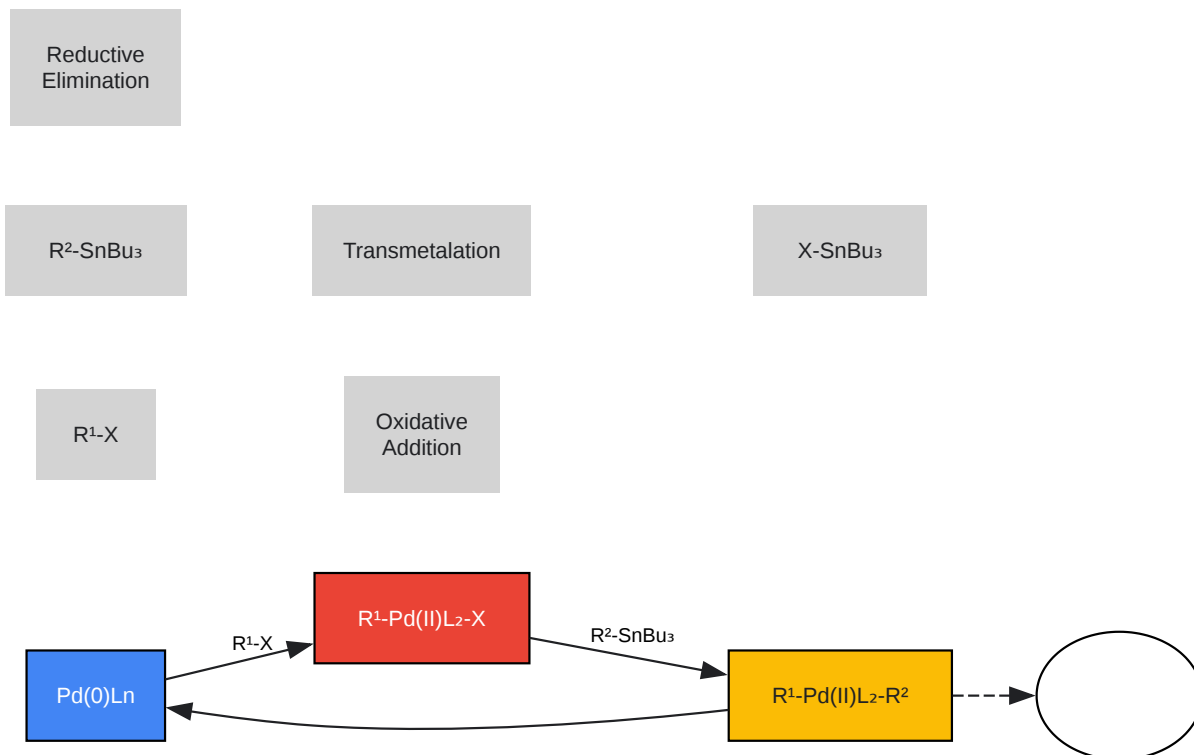 Reductive
Elimination
R²-SnBu₃
Transmetalation
X-SnBu₃
R¹-X
Oxidative
Addition
R¹-Pd(II)L₂-X
R¹-X
R²-SnBu₃
Pd(0)Ln
R¹-Pd(II)L₂-R²